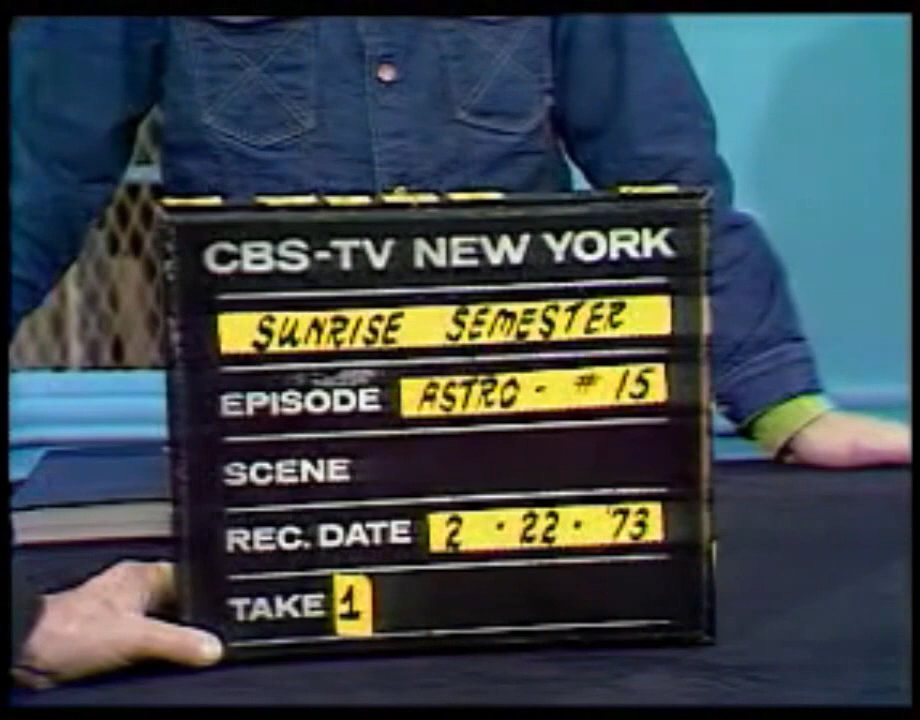 CBS-TV NEW YORK
SUNRISE SEMESTER
EPISODE ASTRO - # 15
SCENE
REC. DATE 2 · 22 · '73
TAKE 1